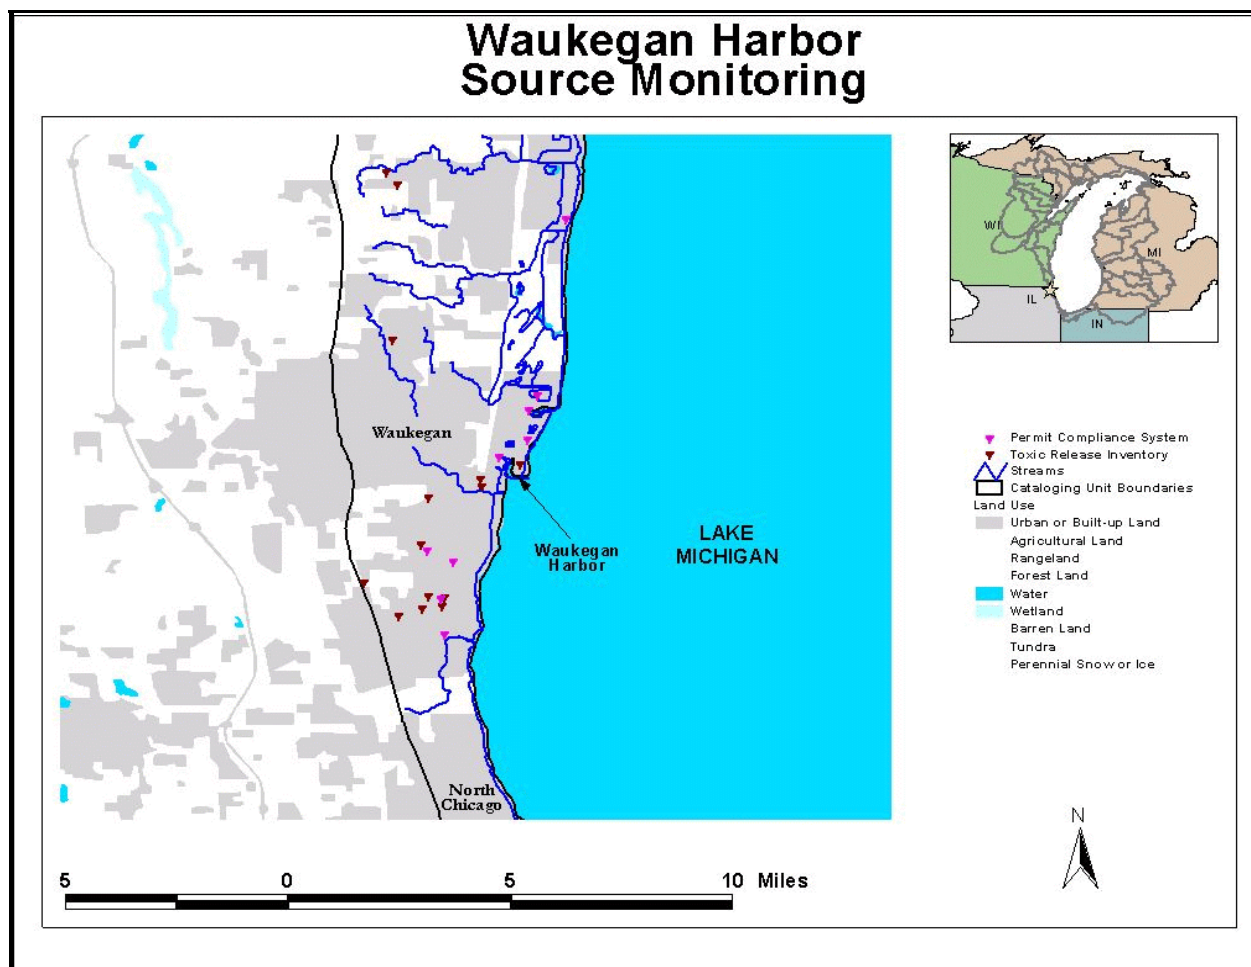 Waukegan Harbor
Source Monitoring
WI
MI
IL
IN
Waukegan
Waukegan
Harbor
LAKE
MICHIGAN
North
Chicago
Permit Compliance System
Toxic Release Inventory
Streams
Cataloging Unit Boundaries
Land Use
Urban or Built-up Land
Agricultural Land
Rangeland
Forest Land
Water
Wetland
Barren Land
Tundra
Perennial Snow or Ice
N
5 0 5 10 Miles